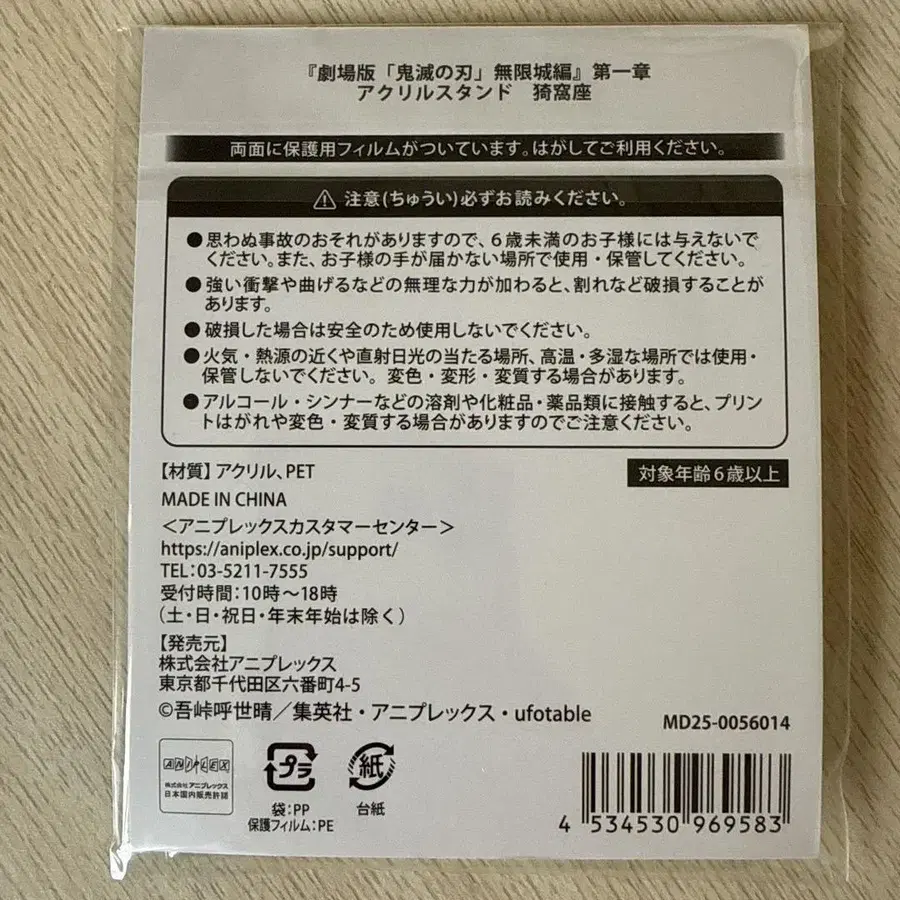 『劇場版「鬼滅の刃」無限城編』第一章
アクリルスタンド　猗窩座
両面に保護用フィルムがついています。はがしてご利用ください。
注意(ちゅうい)必ずお読みください。
●思わぬ事故のおそれがありますので、6歳未満のお子様には与えないで
ください。また、お子様の手が届かない場所で使用・保管してください。
●強い衝撃や曲げるなどの無理な力が加わると、割れなど破損することが
あります。
●破損した場合は安全のため使用しないでください。
●火気・熱源の近くや直射日光の当たる場所、高温・多湿な場所では使用・
保管しないでください。変色・変形・変質する場合があります。
●アルコール・シンナーなどの溶剤や化粧品・薬品類に接触すると、プリン
トはがれや変色・変質する場合がありますのでご注意ください。
【材質】アクリル、PET
対象年齢6歳以上
MADE IN CHINA
＜アニプレックスカスタマーセンター＞
https://aniplex.co.jp/support/
TEL:03-5211-7555
受付時間:10時～18時
(土・日・祝日・年末年始は除く)
【発売元】
株式会社アニプレックス
東京都千代田区六番町4-5
©吾峠呼世晴／集英社・アニプレックス・ufotable
MD25-0056014
ANIPLEX
株式会社アニプレックス
日本国内販売許諾
プラ
袋:PP
保護フィルム:PE
紙
台紙
4 534530 969583